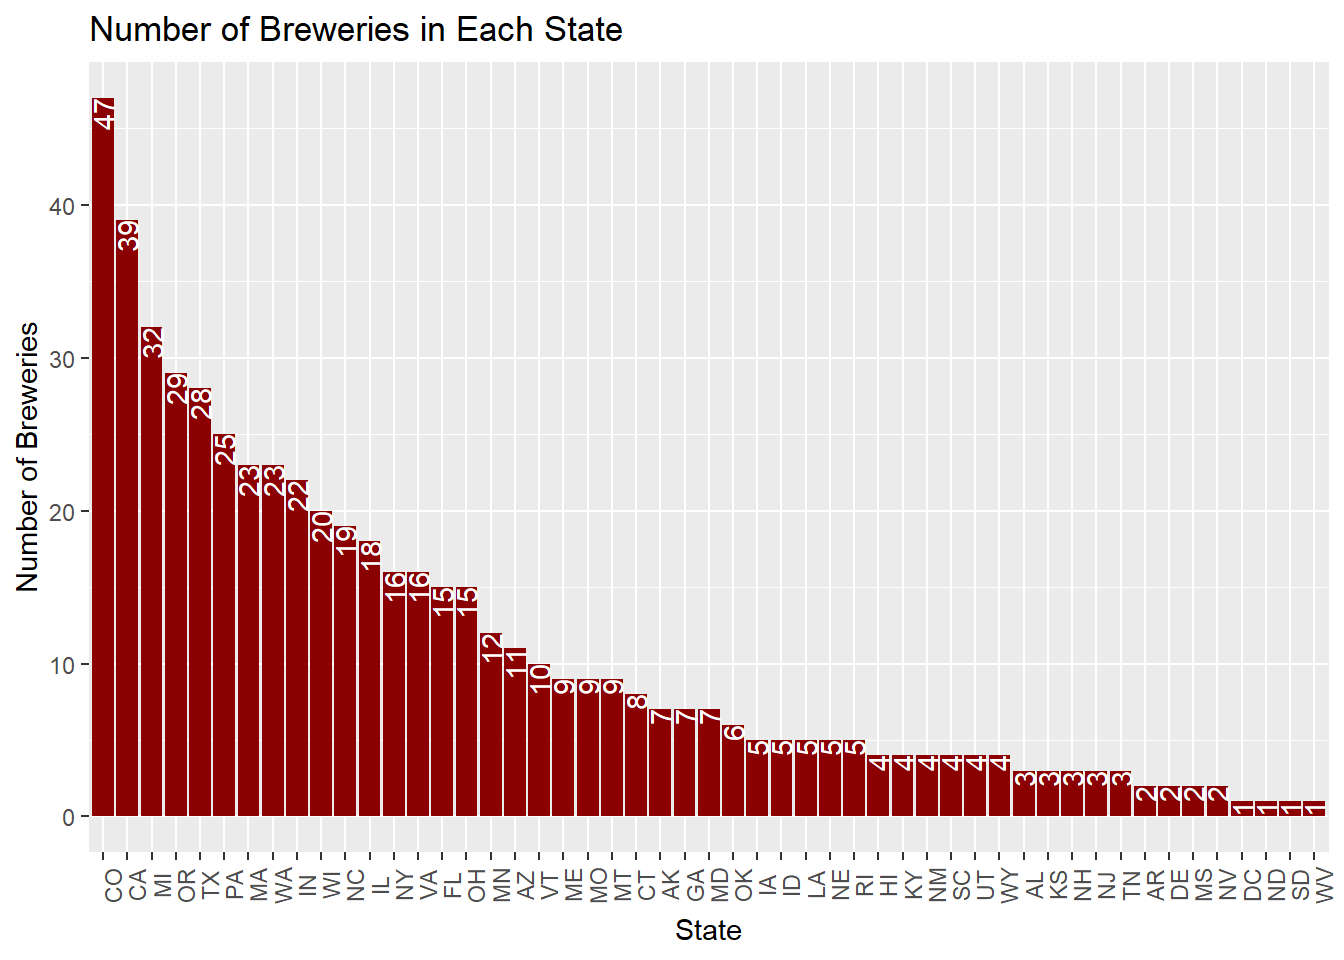 Number of Breweries in Each State
Number of Breweries
40
30
20
10
0
47 39 32 29 28 25 23 23 22 20 19 18 16 16 15 15 12 11 10 9 9 9 8 7 7 7 6 5 5 5 5 5 4 4 4 4 4 4 3 3 3 3 3 2 2 2 2 1 1 1 1
CO CA MI OR TX PA MA WA IN WI NC IL NY VA FL OH MN AZ VT ME MO MT CT AK GA MD OK IA ID LA NE RI HI KY NM SC UT WY AL KS NH NJ TN AR DE MS NV DC ND SD WV
State